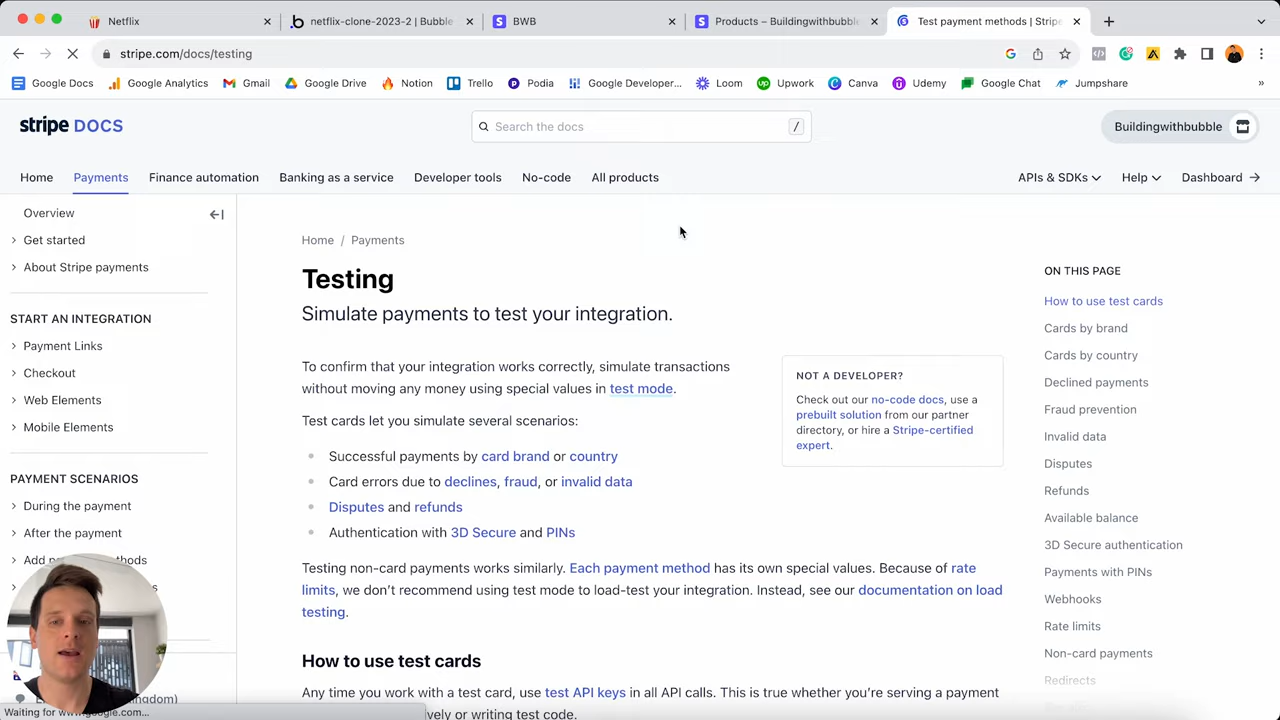 Netflix
netflix-clone-2023-2 | Bubble
BWB
Products – Buildingwithbubble
Test payment methods | Stripe
stripe.com/docs/testing
Google Docs
Google Analytics
Gmail
Google Drive
Notion
Trello
Podia
Google Developer...
Loom
Upwork
Canva
Udemy
Google Chat
Jumpshare
»
stripe DOCS
Search the docs
/
Buildingwithbubble
Home
Payments
Finance automation
Banking as a service
Developer tools
No-code
All products
APIs & SDKs
Help
Dashboard
Overview
Get started
About Stripe payments
START AN INTEGRATION
Payment Links
Checkout
Web Elements
Mobile Elements
PAYMENT SCENARIOS
During the payment
After the payment
Home / Payments
Testing
Simulate payments to test your integration.
To confirm that your integration works correctly, simulate transactions
without moving any money using special values in test mode.
Test cards let you simulate several scenarios:
Successful payments by card brand or country
Card errors due to declines, fraud, or invalid data
Disputes and refunds
Authentication with 3D Secure and PINs
Testing non-card payments works similarly. Each payment method has its own special values. Because of rate
limits, we don't recommend using test mode to load-test your integration. Instead, see our documentation on load
testing.
How to use test cards
Any time you work with a test card, use test API keys in all API calls. This is true whether you're serving a payment
or writing test code.
NOT A DEVELOPER?
Check out our no-code docs, use a
prebuilt solution from our partner
directory, or hire a Stripe-certified
expert.
ON THIS PAGE
How to use test cards
Cards by brand
Cards by country
Declined payments
Fraud prevention
Invalid data
Disputes
Refunds
Available balance
3D Secure authentication
Payments with PINs
Webhooks
Rate limits
Non-card payments
Redirects